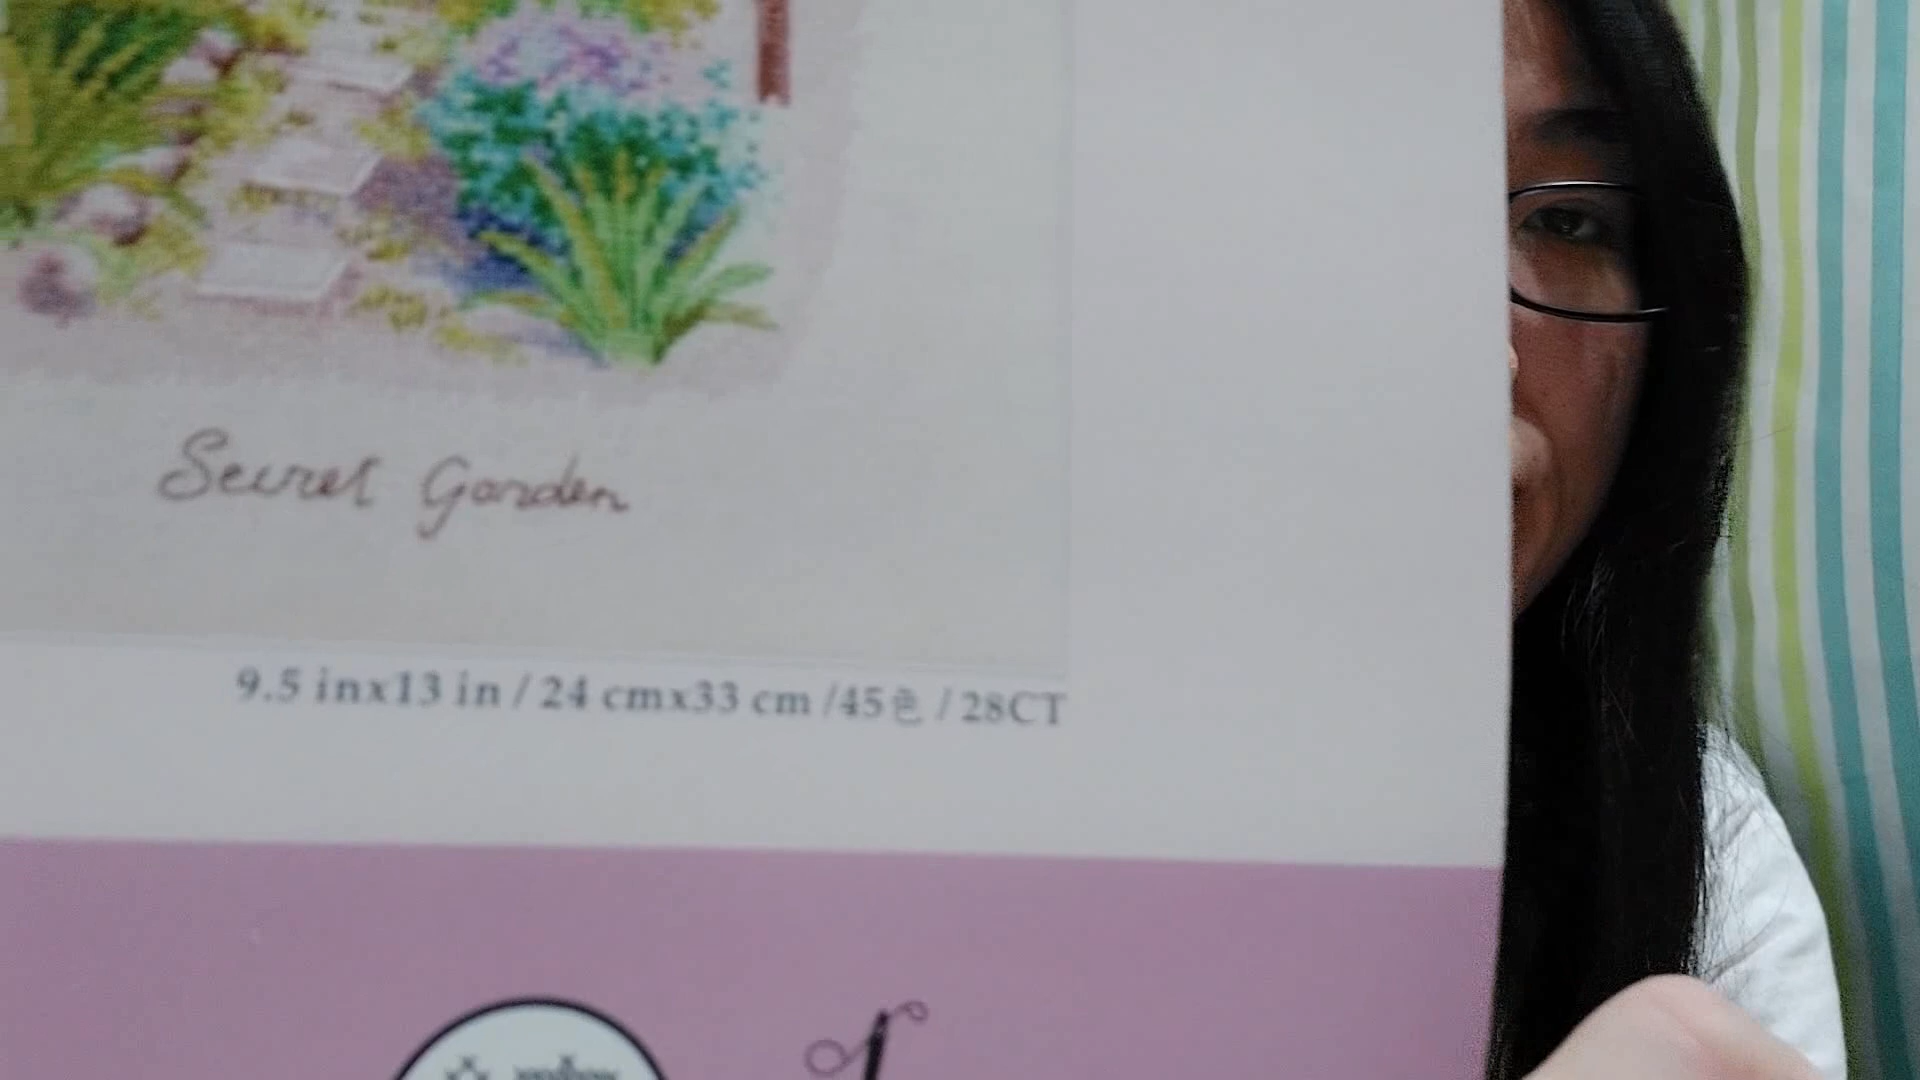 Secret Garden
9.5 inx13 in / 24 cmx33 cm /45色 / 28CT